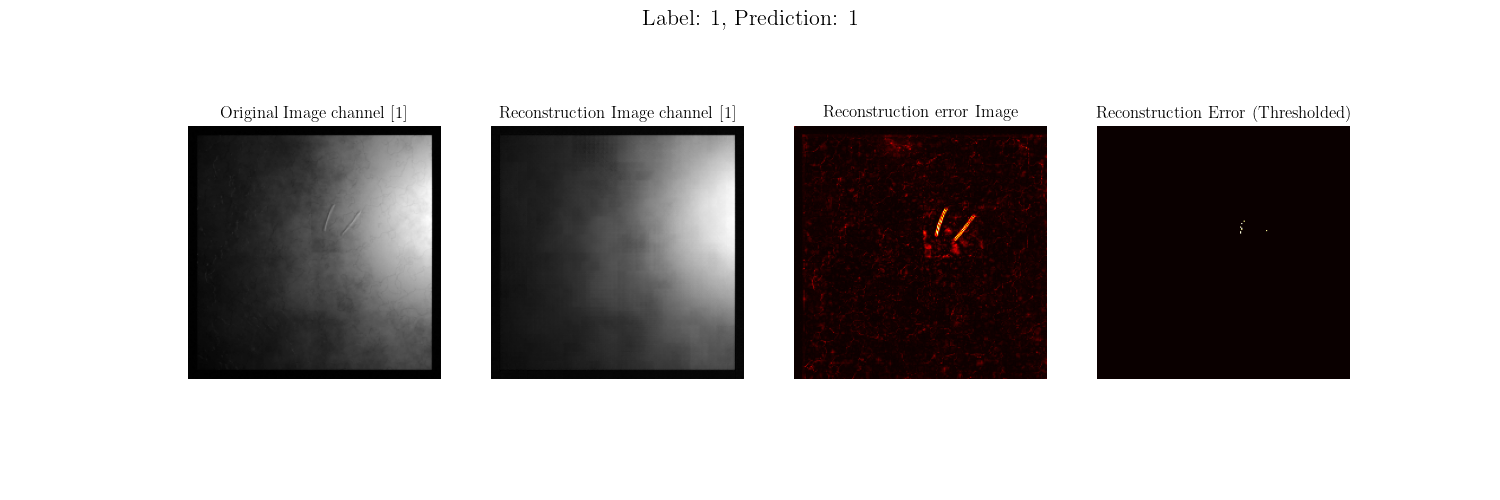 Label: 1, Prediction: 1
Original Image channel [1]
Reconstruction Image channel [1]
Reconstruction error Image
Reconstruction Error (Thresholded)